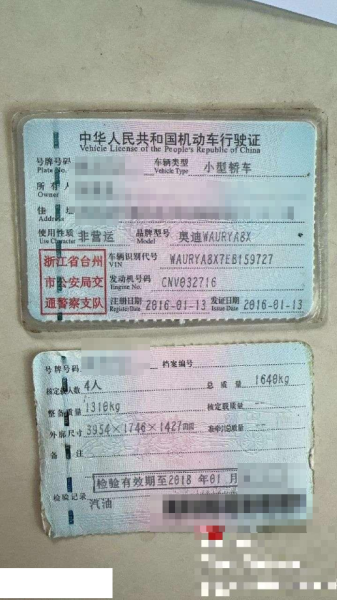 中华人民共和国机动车行驶证
Vehicle License of the People's Republic of China
号牌号码 车辆类型 小型轿车
Plate No. Vehicle Type
所有人
Owner
住 址
使用性质 非营运 品牌型号 奥迪WAURYA8X
Use Character Model
浙江省台州 车辆识别代号 WAURYA8X7EB159727
VIN
市公安局交 发动机号码 CNV032716
Engine No.
通警察支队 注册日期 2016-01-13 发证日期 2016-01-13
Register Date Issue Date
号牌号码 档案编号
核定载人数 4人 总质量 1640kg
整备质量 1310kg 核定载质量 --
外廓尺寸 3954×1746×1427mm 准牵引总质量 --
备 注
检验有效期至2018年01月
检验记录
汽油